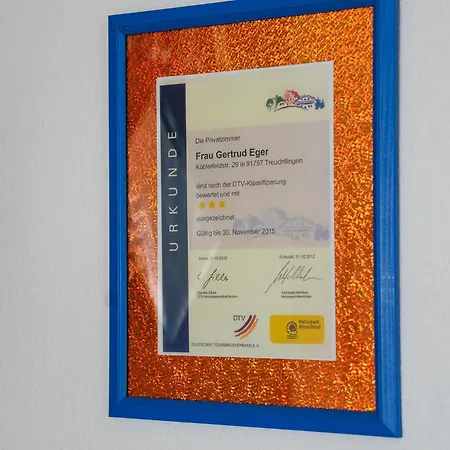 URKUNDE
Die Privatzimmer
Frau Gertrud Eger
Köblerfeldstr. 29 in 91757 Treuchtlingen
sind nach der DTV-Klassifizierung
bewertet und mit
ausgezeichnet.
Gültig bis 30. November 2015
DTV
Naturpark
Altmühltal
DEUTSCHER TOURISMUSVERBAND E.V.